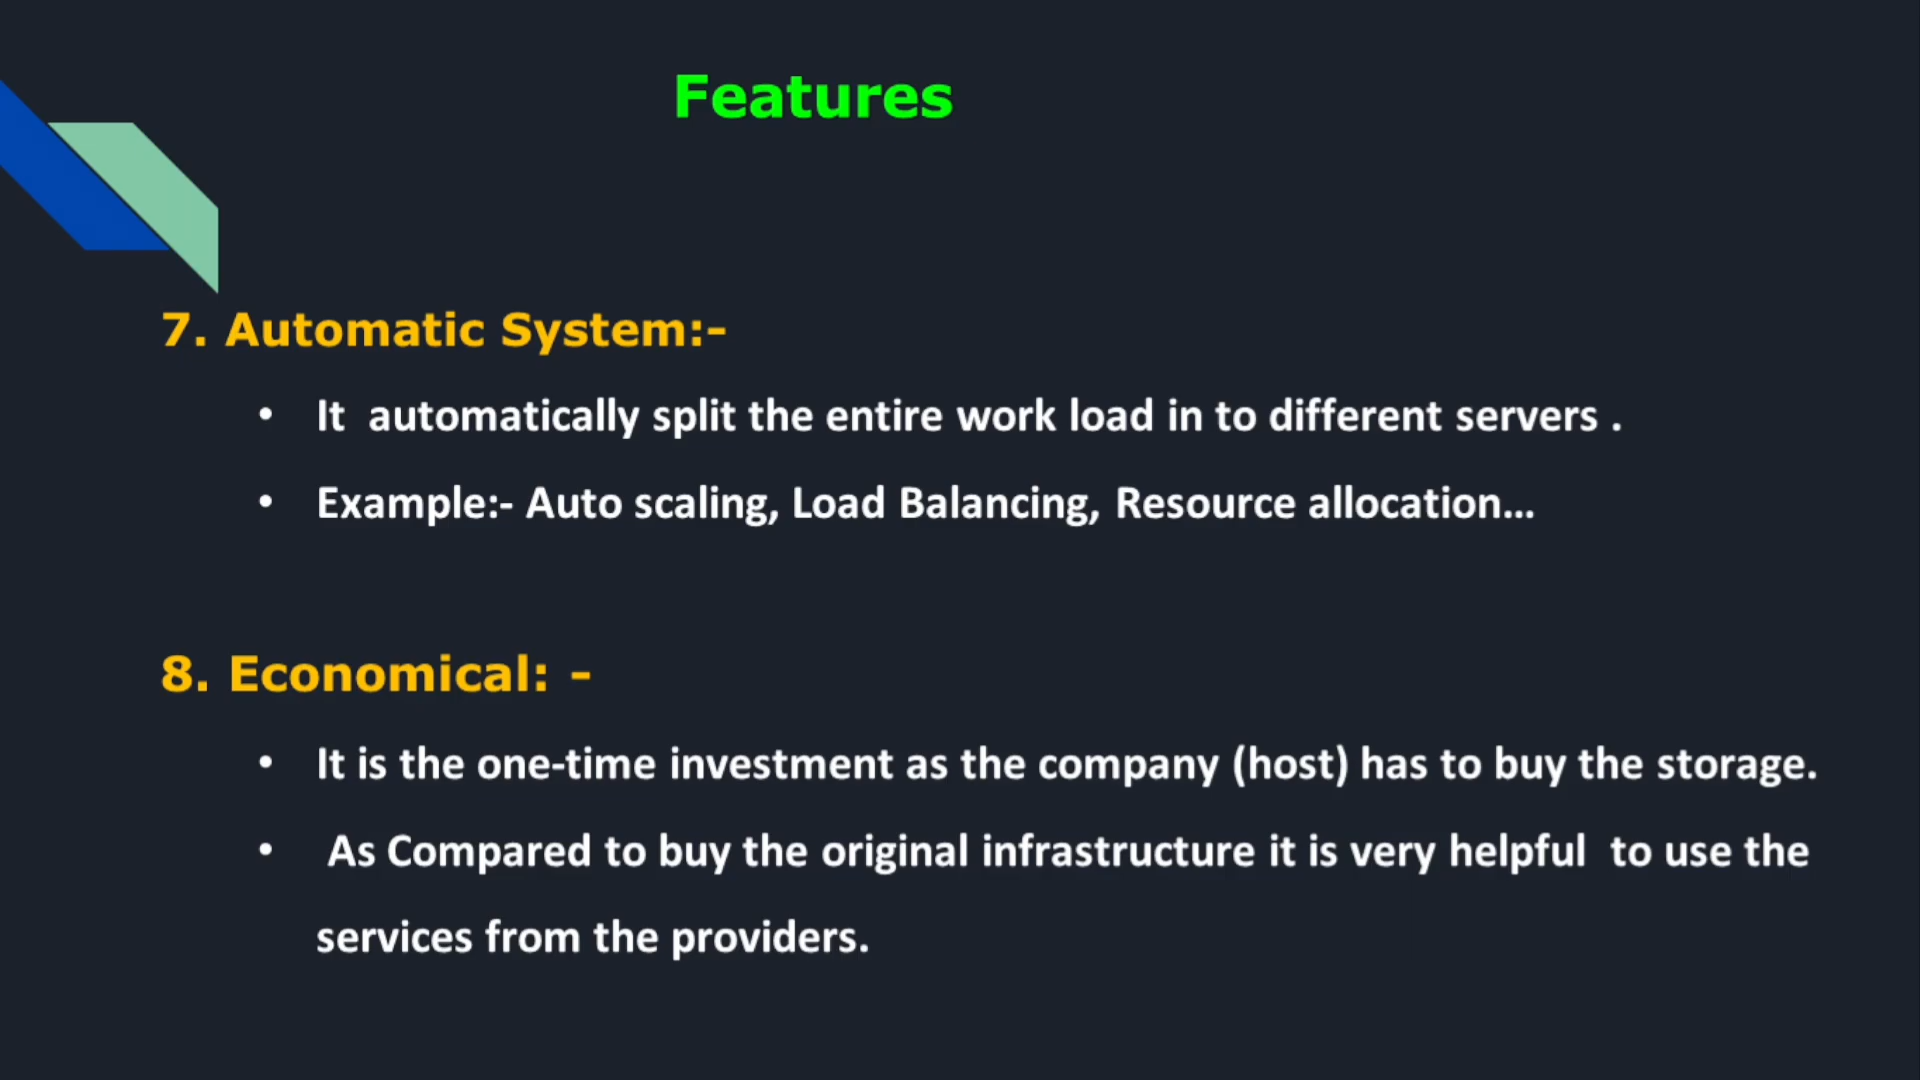 Features
7. Automatic System:-
• It  automatically split the entire work load in to different servers .
• Example:- Auto scaling, Load Balancing, Resource allocation...
8. Economical: -
• It is the one-time investment as the company (host) has to buy the storage.
•  As Compared to buy the original infrastructure it is very helpful  to use the
services from the providers.